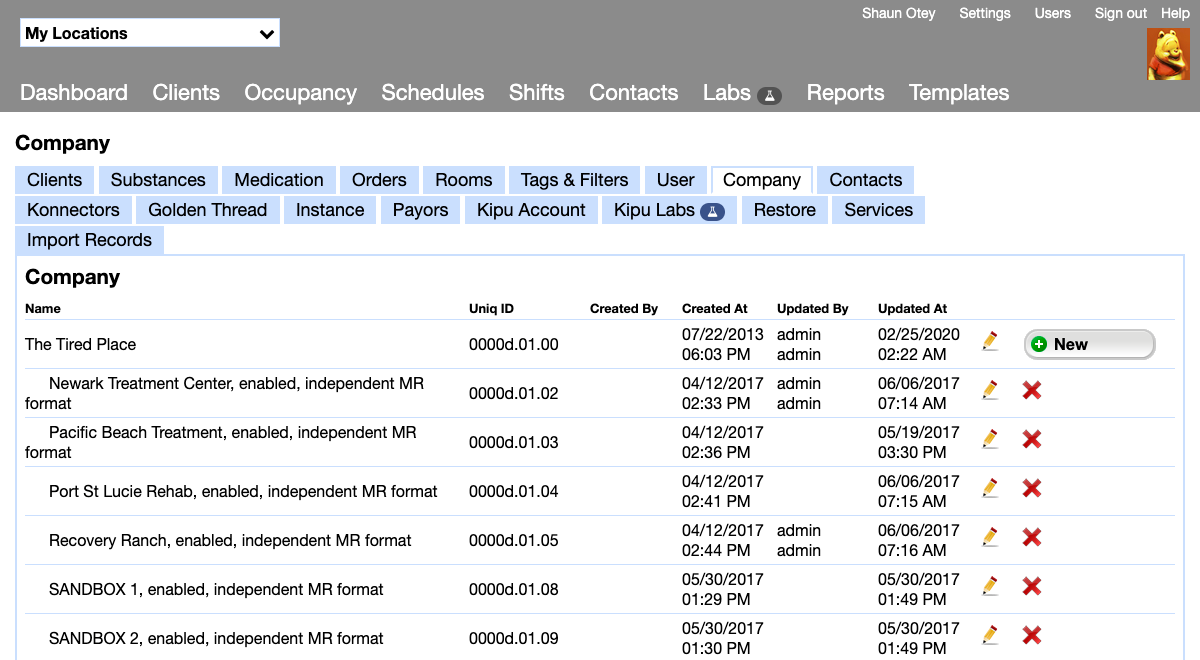 Shaun Otey Settings Users Sign out Help
My Locations
Dashboard Clients Occupancy Schedules Shifts Contacts Labs Reports Templates
Company
Clients Substances Medication Orders Rooms Tags & Filters User Company Contacts
Konnectors Golden Thread Instance Payors Kipu Account Kipu Labs Restore Services
Import Records
Company
Name Uniq ID Created By Created At Updated By Updated At
The Tired Place 0000d.01.00 07/22/2013 admin 02/25/2020 New
06:03 PM admin 02:22 AM
Newark Treatment Center, enabled, independent MR 0000d.01.02 04/12/2017 admin 06/06/2017
format 02:33 PM admin 07:14 AM
Pacific Beach Treatment, enabled, independent MR 0000d.01.03 04/12/2017 05/19/2017
format 02:36 PM 03:30 PM
Port St Lucie Rehab, enabled, independent MR format 0000d.01.04 04/12/2017 06/06/2017
02:41 PM 07:15 AM
Recovery Ranch, enabled, independent MR format 0000d.01.05 04/12/2017 admin 06/06/2017
02:44 PM admin 07:16 AM
SANDBOX 1, enabled, independent MR format 0000d.01.08 05/30/2017 05/30/2017
01:29 PM 01:49 PM
SANDBOX 2, enabled, independent MR format 0000d.01.09 05/30/2017 05/30/2017
01:30 PM 01:49 PM